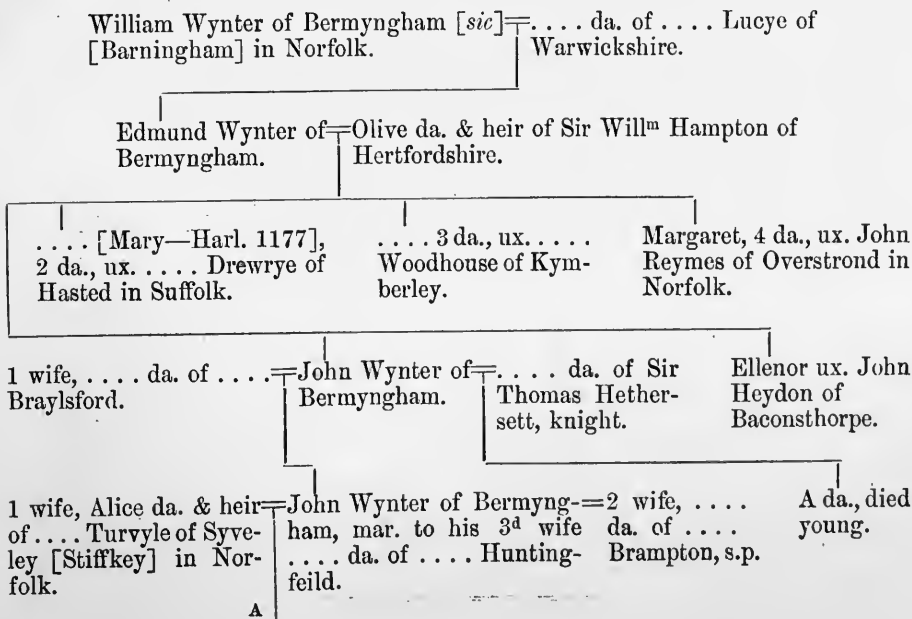 William Wynter of Bermyngham [sic]=. . . . da. of . . . . Lucye of
[Barningham] in Norfolk. Warwickshire.
Edmund Wynter of=Olive da. & heir of Sir Willm Hampton of
Bermyngham. Hertfordshire.
. . . . [Mary—Harl. 1177],
2 da., ux. . . . . Drewrye of
Hasted in Suffolk.
. . . . 3 da., ux. . . . .
Woodhouse of Kym-
berley.
Margaret, 4 da., ux. John
Reymes of Overstrond in
Norfolk.
1 wife, . . . . da. of . . . .=
Braylsford.
John Wynter of=
Bermyngham.
. . . . da. of Sir
Thomas Hether-
sett, knight.
Ellenor ux. John
Heydon of
Baconsthorpe.
1 wife, Alice da. & heir=
of . . . . Turvyle of Syve-
ley [Stiffkey] in Nor-
folk.
John Wynter of Bermyng-=
ham, mar. to his 3d wife
. . . . da. of . . . . Hunting-
feild.
2 wife, . . . .
da. of . . . .
Brampton, s.p.
A da., died
young.
A